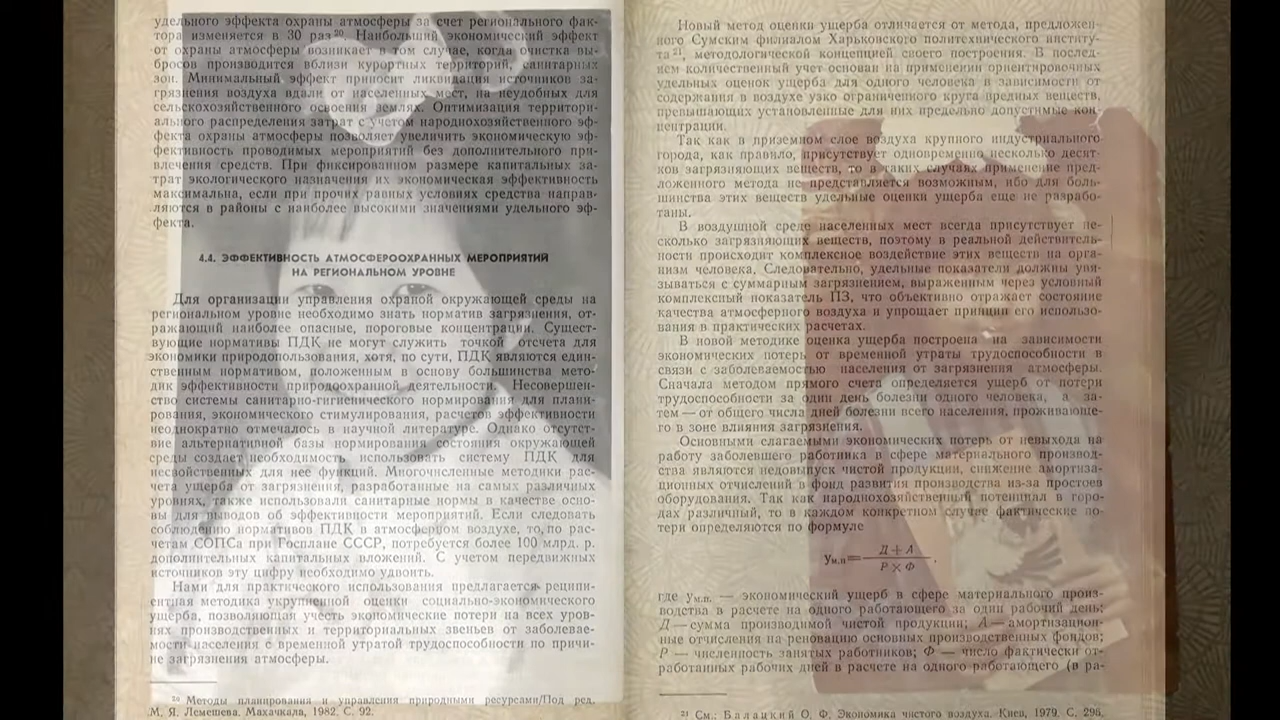 удельного эффекта охраны атмосферы за счет регионального фак-
тора изменяется в 30 раз²⁰. Наибольший экономический эффект
от охраны атмосферы возникает в том случае, когда очистка вы-
бросов производится вблизи курортных территорий, санитарных
зон. Минимальный эффект приносит ликвидация источников за-
грязнения воздуха вдали от населенных мест, на неудобных для
сельскохозяйственного освоения землях. Оптимизация территори-
ального распределения затрат с учетом народнохозяйственного эф-
фекта охраны атмосферы позволяет увеличить экономическую эф-
фективность проводимых мероприятий без дополнительного при-
влечения средств. При фиксированном размере капитальных за-
трат экологического назначения их экономическая эффективность
максимальна, если при прочих равных условиях средства направ-
ляются в районы с наиболее высокими значениями удельного эф-
фекта.
4.4. ЭФФЕКТИВНОСТЬ АТМОСФЕРООХРАННЫХ МЕРОПРИЯТИЙ
НА РЕГИОНАЛЬНОМ УРОВНЕ
Для организации управления охраной окружающей среды на
региональном уровне необходимо знать норматив загрязнения, от-
ражающий наиболее опасные, пороговые концентрации. Сущест-
вующие нормативы ПДК не могут служить точкой отсчета для
экономики природопользования, хотя, по сути, ПДК являются един-
ственным нормативом, положенным в основу большинства мето-
дик эффективности природоохранной деятельности. Несовершен-
ство системы санитарно-гигиенического нормирования для плани-
рования, экономического стимулирования, расчетов эффективности
неоднократно отмечалось в научной литературе. Однако отсутст-
вие альтернативной базы нормирования состояния окружающей
среды создает необходимость использовать систему ПДК для
несвойственных для нее функций. Многочисленные методики рас-
чета ущерба от загрязнения, разработанные на самых различных
уровнях, также использовали санитарные нормы в качестве осно-
вы для выводов об эффективности мероприятий. Если следовать
соблюдению нормативов ПДК в атмосферном воздухе, то, по рас-
четам СОПСа при Госплане СССР, потребуется более 100 млрд. р.
дополнительных капитальных вложений. С учетом передвижных
источников эту цифру необходимо удвоить.
Нами для практического использования предлагается реципи-
ентная методика укрупненной оценки социально-экономического
ущерба, позволяющая учесть экономические потери на всех уров-
нях производственных и территориальных звеньев от заболевае-
мости населения с временной утратой трудоспособности по причи-
не загрязнения атмосферы.
²⁰ Методы планирования и управления природными ресурсами/Под ред.
М. Я. Лемешева. Махачкала, 1982. С. 92.
Новый метод оценки ущерба отличается от метода, предложен-
ного Сумским филиалом Харьковского политехнического институ-
та²¹, методологической концепцией своего построения. В послед-
нем количественный учет основан на применении ориентировочных
удельных оценок ущерба для одного человека в зависимости от
содержания в воздухе узко ограниченного круга вредных веществ,
превышающих установленные для них предельно допустимые кон-
центрации.
Так как в приземном слое воздуха крупного индустриального
города, как правило, присутствует одновременно несколько десят-
ков загрязняющих веществ, то в таких случаях применение пред-
ложенного метода не представляется возможным, ибо для боль-
шинства этих веществ удельные оценки ущерба еще не разрабо-
таны.
В воздушной среде населенных мест всегда присутствует не-
сколько загрязняющих веществ, поэтому в реальной действитель-
ности происходит комплексное воздействие этих веществ на орга-
низм человека. Следовательно, удельные показатели должны увя-
зываться с суммарным загрязнением, выраженным через условный
комплексный показатель ПЗ, что объективно отражает состояние
качества атмосферного воздуха и упрощает принцип его использо-
вания в практических расчетах.
В новой методике оценка ущерба построена на зависимости
экономических потерь от временной утраты трудоспособности в
связи с заболеваемостью населения от загрязнения атмосферы.
Сначала методом прямого счета определяется ущерб от потери
трудоспособности за один день болезни одного человека, а за-
тем — от общего числа дней болезни всего населения, проживающе-
го в зоне влияния загрязнения.
Основными слагаемыми экономических потерь от невыхода на
работу заболевшего работника в сфере материального производ-
ства являются недовыпуск чистой продукции, снижение амортиза-
ционных отчислений в фонд развития производства из-за простоев
оборудования. Так как народнохозяйственный потенциал в горо-
дах различный, то в каждом конкретном случае фактические по-
тери определяются по формуле
Ум.п = (Д + А) / (Р × Ф) ,
где ум.п. — экономический ущерб в сфере материального произ-
водства в расчете на одного работающего за один рабочий день;
Д — сумма производимой чистой продукции; А — амортизацион-
ные отчисления на реновацию основных производственных фондов;
Р — численность занятых работников; Ф — число фактически от-
работанных рабочих дней в расчете на одного работающего (в ра-
²¹ См.: Балацкий О. Ф. Экономика чистого воздуха. Киев, 1979. С. 296.